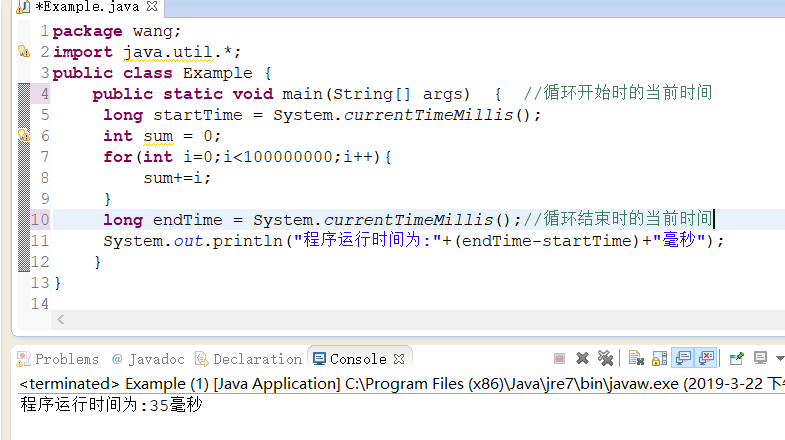 *Example.java
1 package wang;
2 import java.util.*;
3 public class Example {
4 public static void main(String[] args) { //循环开始时的当前时间
5 long startTime = System.currentTimeMillis();
6 int sum = 0;
7 for(int i=0;i<100000000;i++){
8 sum+=i;
9 }
10 long endTime = System.currentTimeMillis();//循环结束时的当前时间
11 System.out.println("程序运行时间为:"+(endTime-startTime)+"毫秒");
12 }
13 }
14
Problems @ Javadoc Declaration Console
<terminated> Example (1) [Java Application] C:\Program Files (x86)\Java\jre7\bin\javaw.exe (2019-3-22 下
程序运行时间为:35毫秒